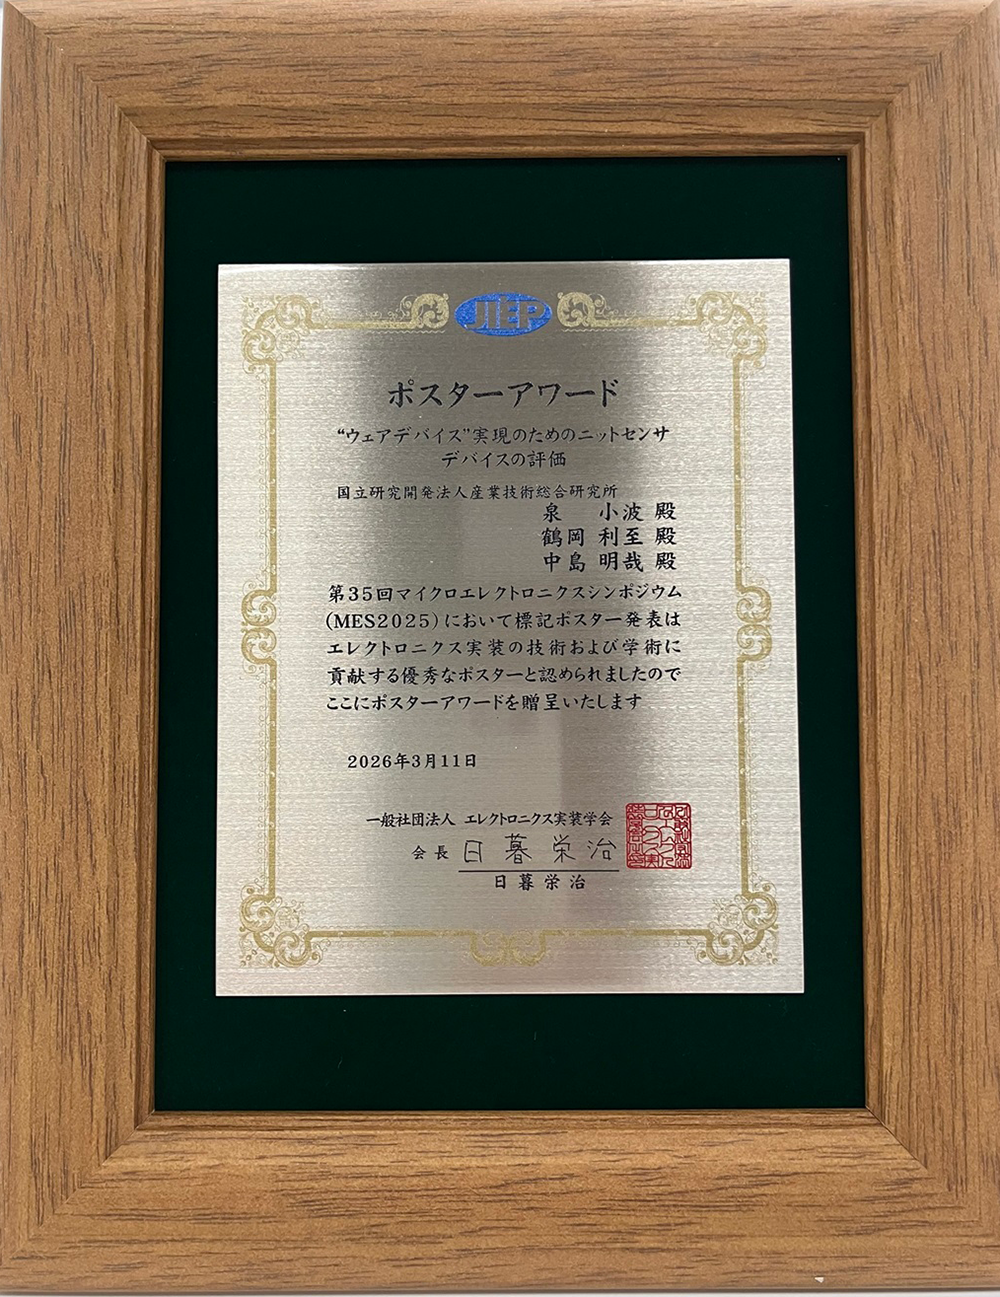 JIEP
ポスターアワード
“ウェアデバイス”実現のためのニットセンサ
デバイスの評価
国立研究開発法人産業技術総合研究所
泉　小波 殿
鶴岡 利至 殿
中島 明哉 殿
第35回マイクロエレクトロニクスシンポジウム
(MES2025)において標記ポスター発表は
エレクトロニクス実装の技術および学術に
貢献する優秀なポスターと認められましたので
ここにポスターアワードを贈呈いたします
2026年3月11日
一般社団法人 エレクトロニクス実装学会
会長 日暮栄治
日暮栄治